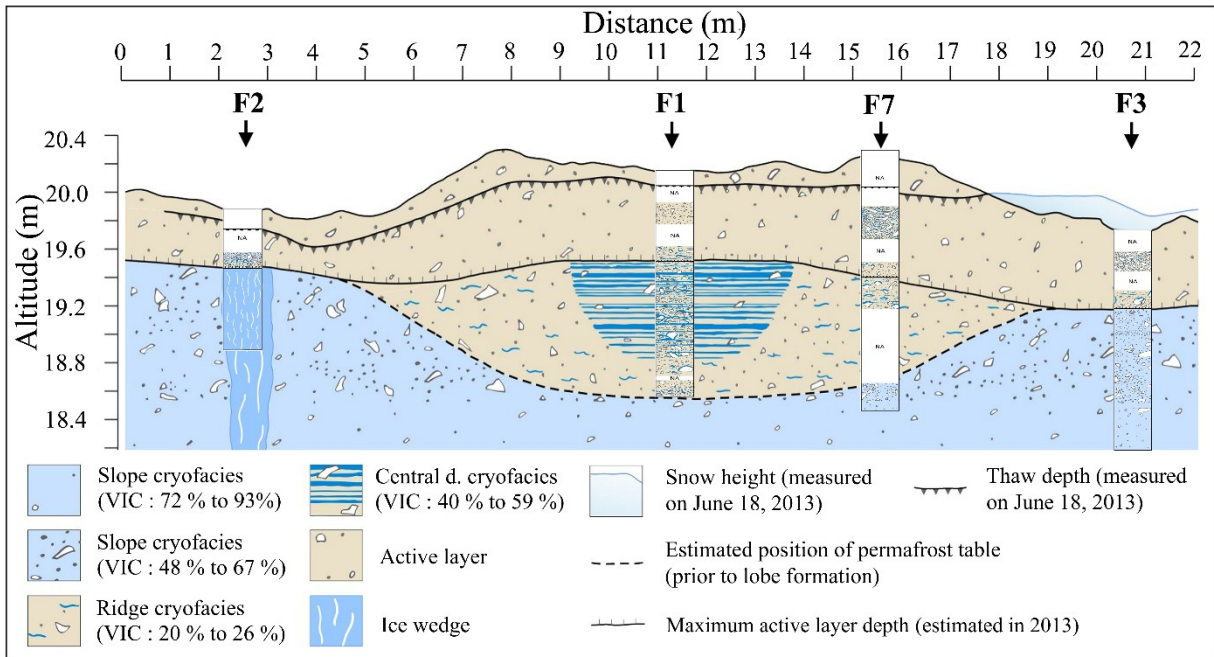 Distance (m)
0 1 2 3 4 5 6 7 8 9 10 11 12 13 14 15 16 17 18 19 20 21 22
F2 F1 F7 F3
Altitude (m)
20.4
20.0
19.6
19.2
18.8
18.4
NA
NA
NA
NA
NA
NA
NA
NA
NA
Slope cryofacies
(VIC : 72 % to 93%)
Slope cryofacies
(VIC : 48 % to 67 %)
Ridge cryofacies
(VIC : 20 % to 26 %)
Central d. cryofacics
(VIC : 40 % to 59 %)
Active layer
Ice wedge
Snow height (measured
on June 18, 2013)
Thaw depth (measured
on June 18, 2013)
Estimated position of permafrost table
(prior to lobe formation)
Maximum active layer depth (estimated in 2013)